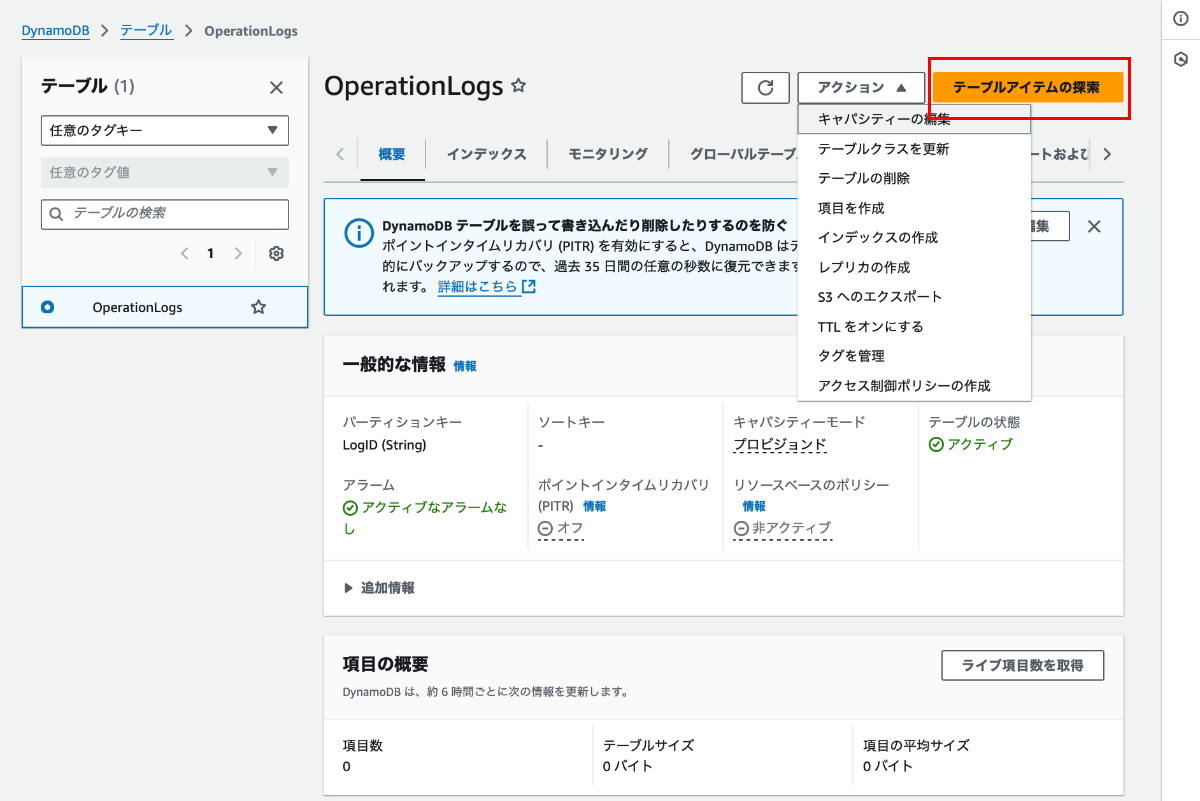 DynamoDB > テーブル > OperationLogs
テーブル (1)
任意のタグキー
任意のタグ値
テーブルの検索
1
OperationLogs
OperationLogs
アクション
テーブルアイテムの探索
キャパシティーの編集
テーブルクラスを更新
テーブルの削除
項目を作成
インデックスの作成
レプリカの作成
S3 へのエクスポート
TTL をオンにする
タグを管理
アクセス制御ポリシーの作成
概要
インデックス
モニタリング
グローバルテーブ
ートおよび
DynamoDB テーブルを誤って書き込んだり削除したりするのを防ぐ
ポイントインタイムリカバリ (PITR) を有効にすると、DynamoDB はテ
的にバックアップするので、過去 35 日間の任意の秒数に復元できます
れます。 詳細はこちら
集
一般的な情報 情報
パーティションキー
LogID (String)
ソートキー
-
キャパシティーモード
プロビジョンド
テーブルの状態
アクティブ
アラーム
アクティブなアラームな
し
ポイントインタイムリカバリ
(PITR) 情報
オフ
リソースベースのポリシー
情報
非アクティブ
追加情報
項目の概要
DynamoDB は、約 6 時間ごとに次の情報を更新します。
ライブ項目数を取得
項目数
0
テーブルサイズ
0 バイト
項目の平均サイズ
0 バイト